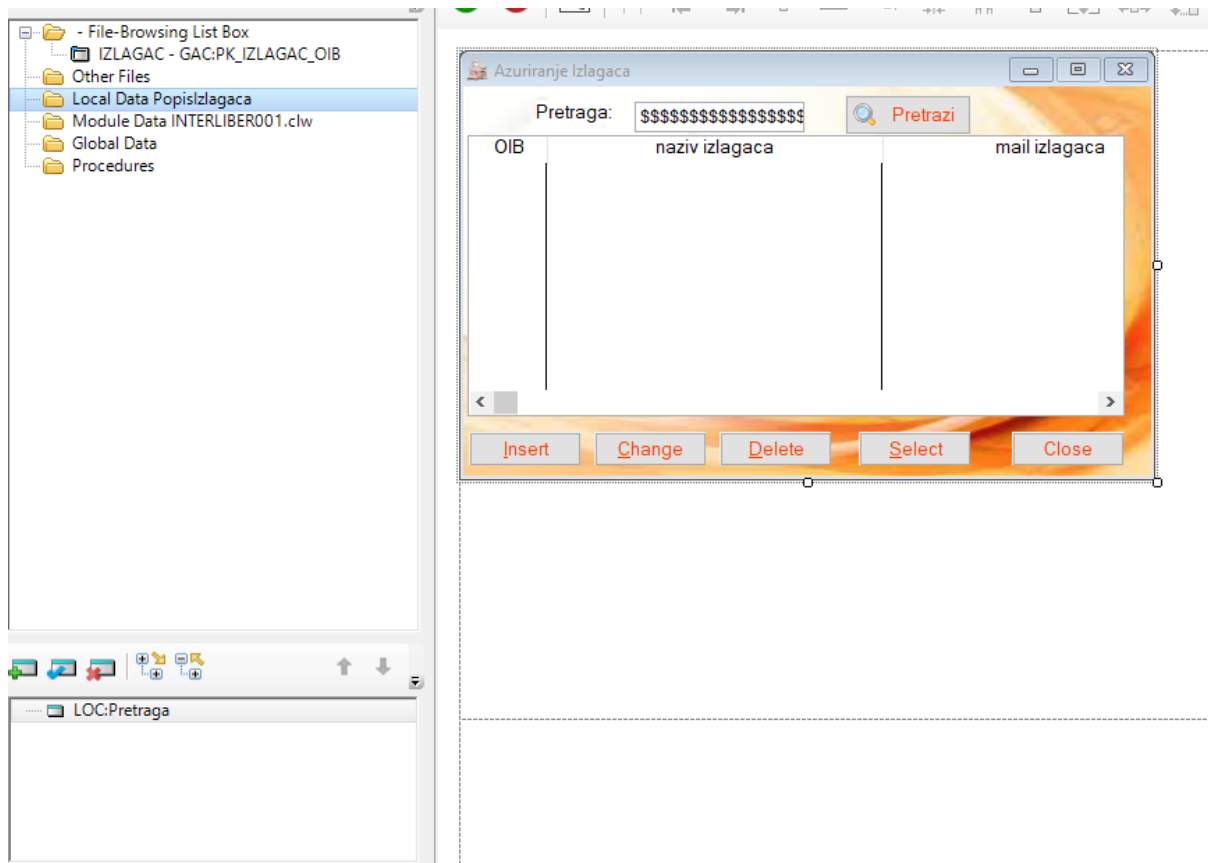 - File-Browsing List Box
IZLAGAC - GAC:PK_IZLAGAC_OIB
Other Files
Local Data PopisIzlagaca
Module Data INTERLIBER001.clw
Global Data
Procedures
LOC:Pretraga
Azuriranje Izlagaca
Pretraga: $$$$$$$$$$$$$$$$$ Pretrazi
OIB naziv izlagaca mail izlagaca
Insert Change Delete Select Close